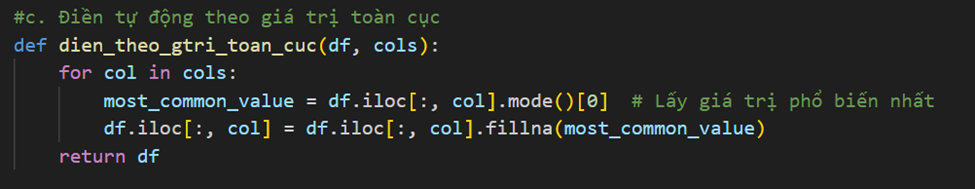 #c. Điền tự động theo giá trị toàn cục
def dien_theo_gtri_toan_cuc(df, cols):
    for col in cols:
        most_common_value = df.iloc[:, col].mode()[0]  # Lấy giá trị phổ biến nhất
        df.iloc[:, col] = df.iloc[:, col].fillna(most_common_value)
    return df